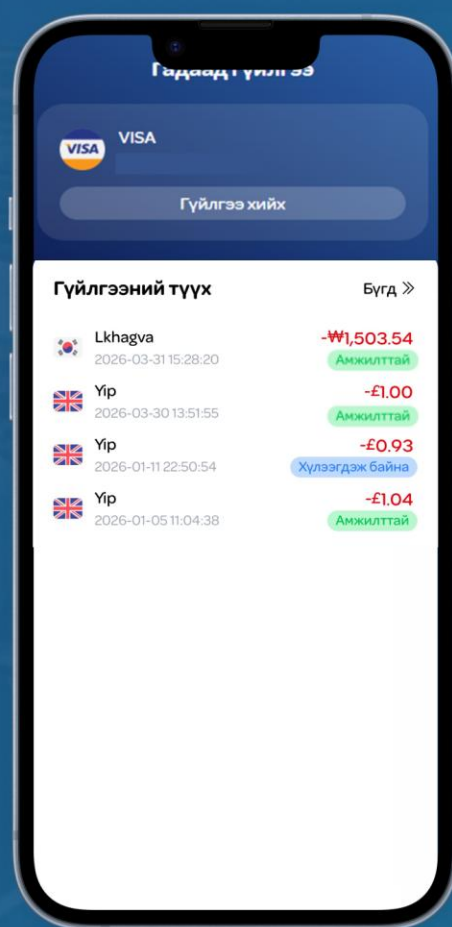 Гадаад гүйлгээ
VISA
VISA
Гүйлгээ хийх
Гүйлгээний түүх
Бүгд
Lkhagva
-₩1,503.54
2026-03-31 15:28:20
Амжилттай
Yip
-£1.00
2026-03-30 13:51:55
Амжилттай
Yip
-£0.93
2026-01-11 22:50:54
Хүлээгдэж байна
Yip
-£1.04
2026-01-05 11:04:38
Амжилттай